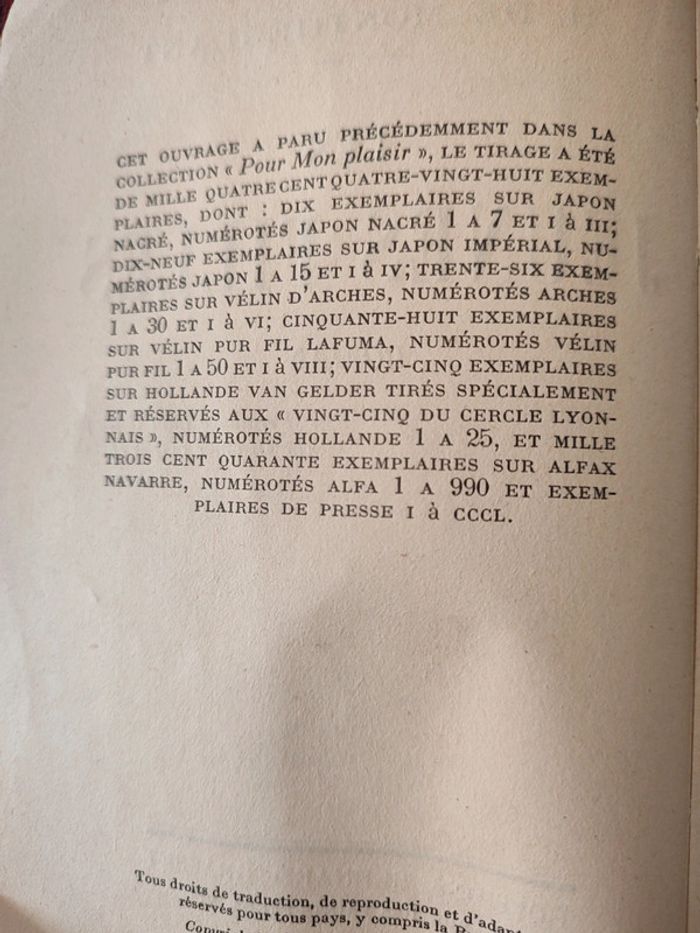 CET OUVRAGE A PARU PRÉCÉDEMMENT DANS LA
COLLECTION « Pour Mon plaisir », LE TIRAGE A ÉTÉ
DE MILLE QUATRE CENT QUATRE-VINGT-HUIT EXEM-
PLAIRES, DONT : DIX EXEMPLAIRES SUR JAPON
NACRÉ, NUMÉROTÉS JAPON NACRÉ 1 A 7 ET I à III;
DIX-NEUF EXEMPLAIRES SUR JAPON IMPÉRIAL, NU-
MÉROTÉS JAPON 1 A 15 ET I à IV; TRENTE-SIX EXEM-
PLAIRES SUR VÉLIN D'ARCHES, NUMÉROTÉS ARCHES
1 A 30 ET I à VI; CINQUANTE-HUIT EXEMPLAIRES
SUR VÉLIN PUR FIL LAFUMA, NUMÉROTÉS VÉLIN
PUR FIL 1 A 50 ET I à VIII; VINGT-CINQ EXEMPLAIRES
SUR HOLLANDE VAN GELDER TIRÉS SPÉCIALEMENT
ET RÉSERVÉS AUX « VINGT-CINQ DU CERCLE LYON-
NAIS », NUMÉROTÉS HOLLANDE 1 A 25, ET MILLE
TROIS CENT QUARANTE EXEMPLAIRES SUR ALFAX
NAVARRE, NUMÉROTÉS ALFA 1 A 990 ET EXEM-
PLAIRES DE PRESSE I à CCCL.
Tous droits de traduction, de reproduction et d'adapt
réservés pour tous pays, y compris la